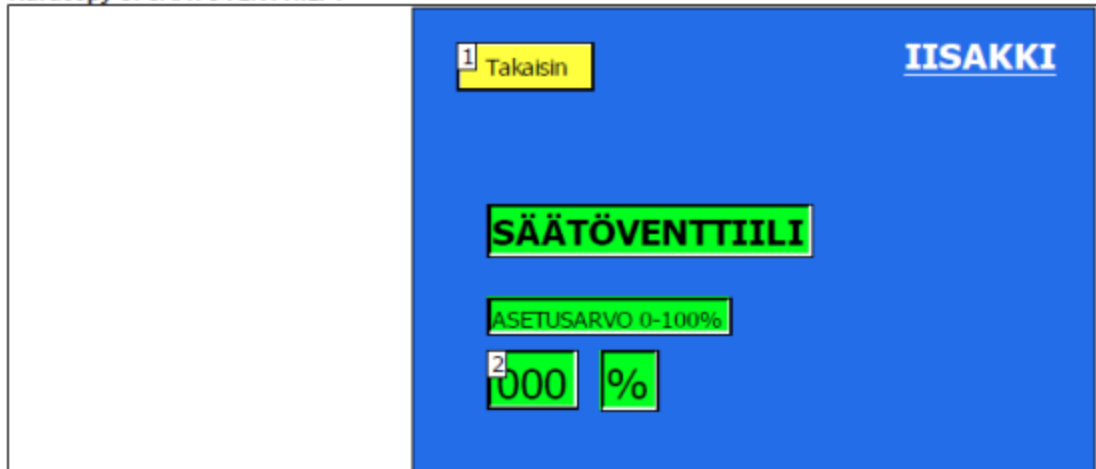 1 Takaisin
IISAKKI
SÄÄTÖVENTTIILI
ASETUSARVO 0-100%
2 000 %